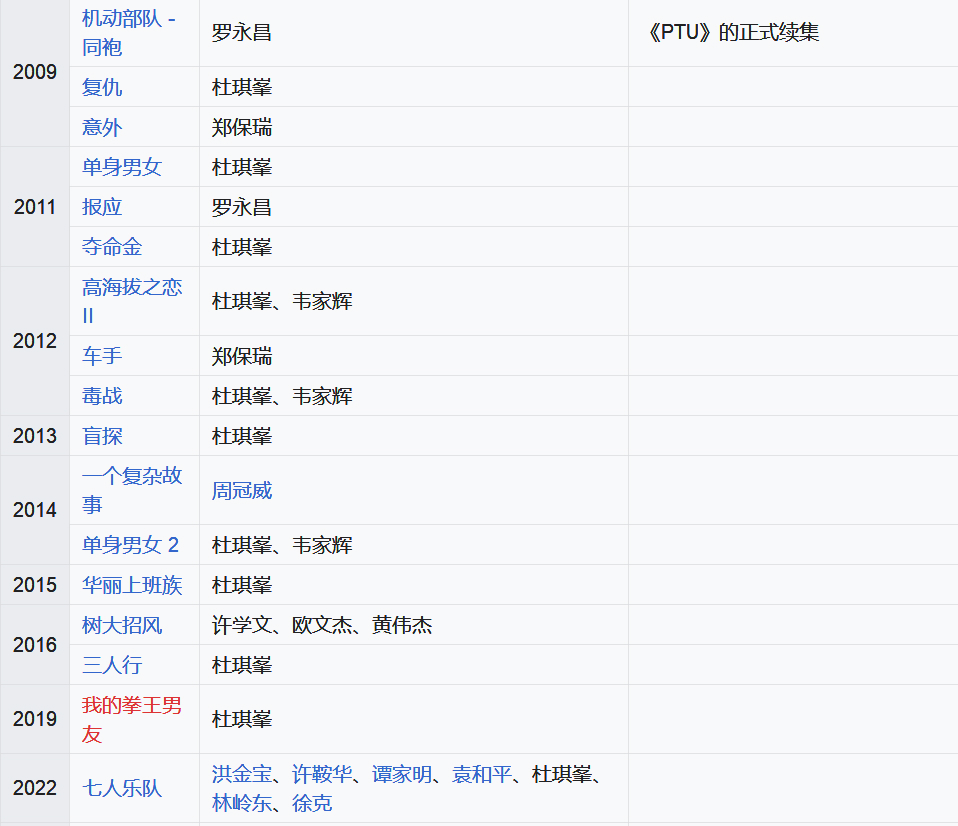 机动部队 -
同袍
罗永昌
《PTU》的正式续集
2009
复仇
杜琪峯
意外
郑保瑞
单身男女
杜琪峯
2011
报应
罗永昌
夺命金
杜琪峯
高海拔之恋
II
杜琪峯、韦家辉
2012
车手
郑保瑞
毒战
杜琪峯、韦家辉
2013
盲探
杜琪峯
一个复杂故
事
周冠威
2014
单身男女 2
杜琪峯、韦家辉
2015
华丽上班族
杜琪峯
2016
树大招风
许学文、欧文杰、黄伟杰
三人行
杜琪峯
2019
我的拳王男
友
杜琪峯
2022
七人乐队
洪金宝、许鞍华、谭家明、袁和平、杜琪峯、
林岭东、徐克